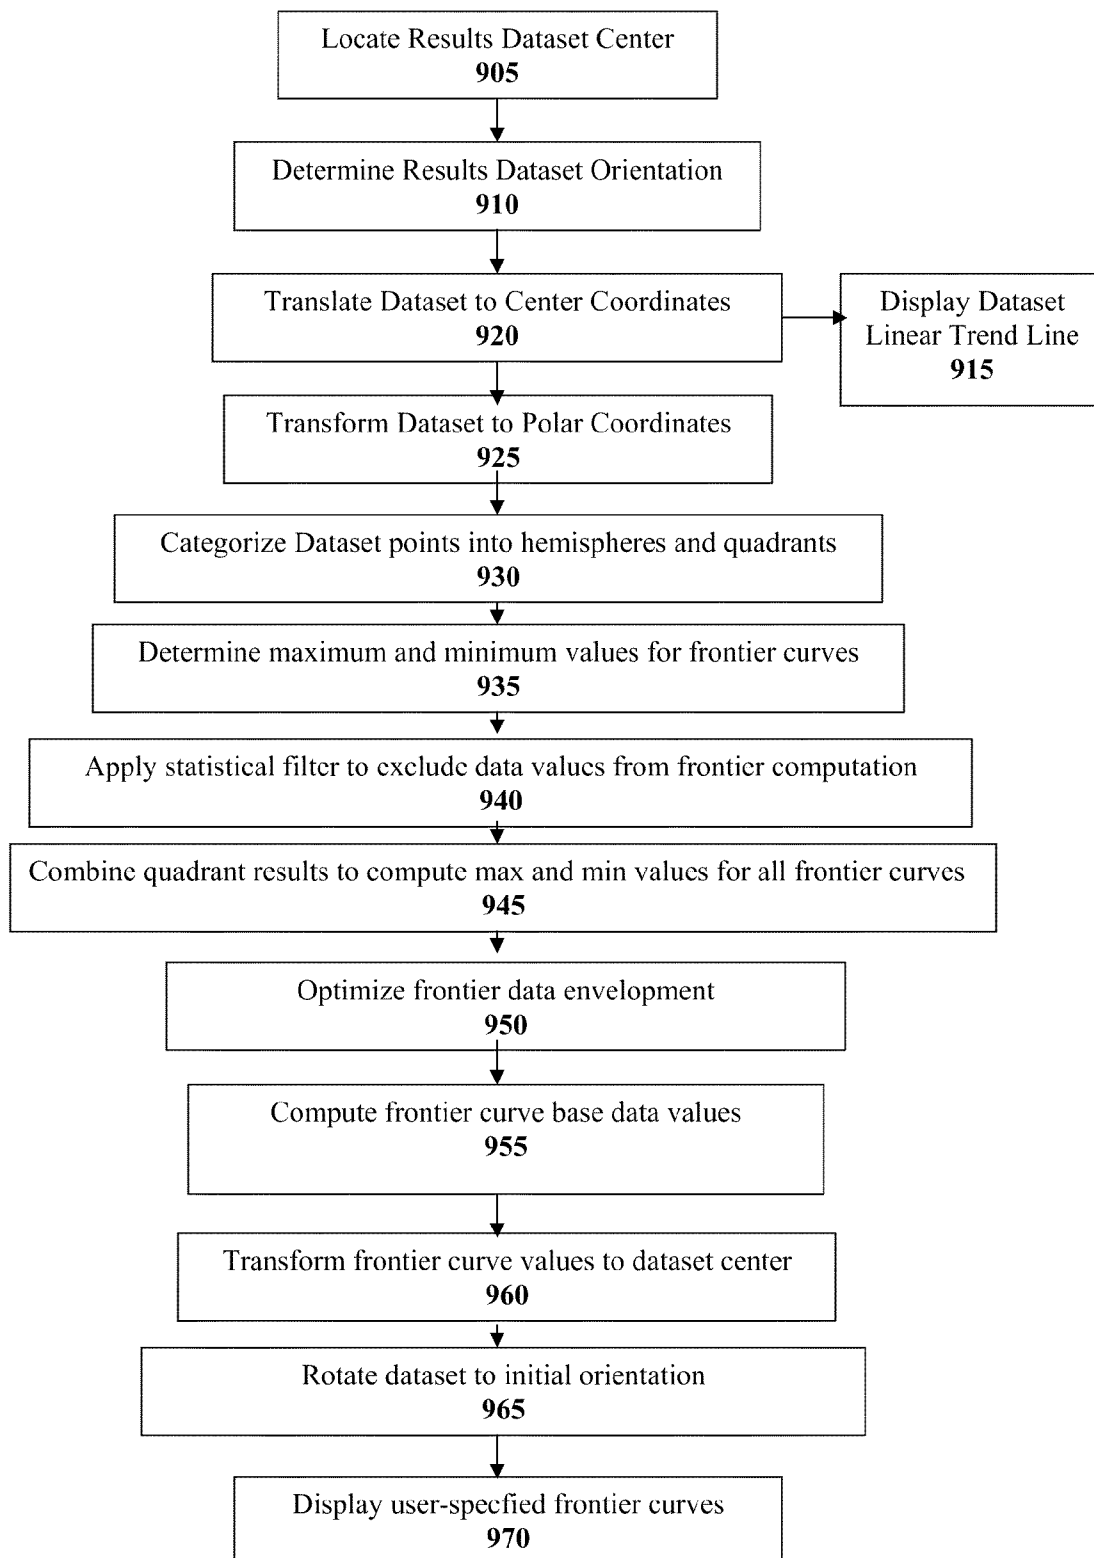 Locate Results Dataset Center
905
Determine Results Dataset Orientation
910
Translate Dataset to Center Coordinates
920
Display Dataset
Linear Trend Line
915
Transform Dataset to Polar Coordinates
925
Categorize Dataset points into hemispheres and quadrants
930
Determine maximum and minimum values for frontier curves
935
Apply statistical filter to exclude data values from frontier computation
940
Combine quadrant results to compute max and min values for all frontier curves
945
Optimize frontier data envelopment
950
Compute frontier curve base data values
955
Transform frontier curve values to dataset center
960
Rotate dataset to initial orientation
965
Display user-specfied frontier curves
970